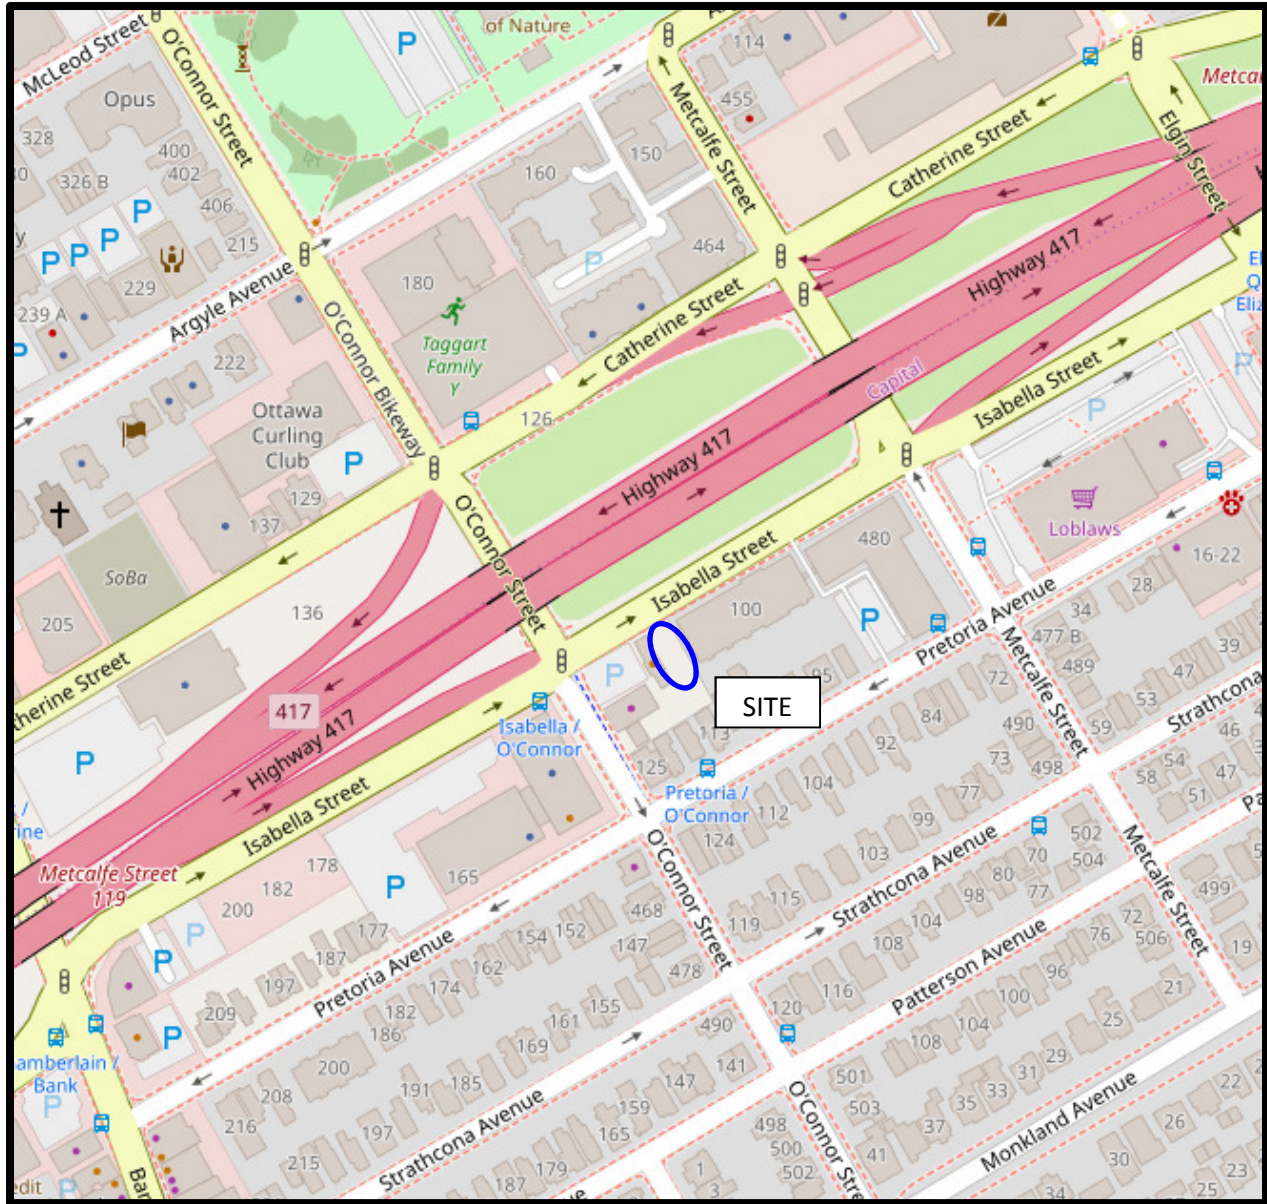 McLeod Street
O'Connor Street
of Nature
P
114
Opus
455
Metcalfe Street
Catherine Street
Elgin Street
328
326 B
400
402
406
P
P
P
P
215
229
239 A
Argyle Avenue
160
150
464
P
180
Taggart
Family
Y
Highway 417
Catherine Street
O'Connor Bikeway
222
Ottawa
Curling
Club
P
126
Capital
Isabella Street
P
P
129
137
SoBa
136
205
O'Connor Street
Highway 417
Isabella Street
480
Loblaws
16-22
100
P
P
Pretoria Avenue
28
34
477 B
489
47
39
53
59
Metcalfe Street
Strathcona
SITE
95
113
125
72
84
490
92
73
498
104
112
124
77
99
Isabella /
O'Connor
Pretoria /
O'Connor
417
Highway 417
P
Isabella Street
Metcalfe Street
119
178
182
200
165
P
P
P
P
177
187
197
209
Pretoria Avenue
154
152
162
174
182
186
200
208
216
468
147
478
O'Connor Street
119
115
103
Strathcona Avenue
54
58
46
47
51
502
504
70
80
77
98
104
108
Metcalfe Street
499
19
72
506
76
96
100
104
108
Patterson Avenue
120
116
21
25
29
31
33
35
37
41
155
161
169
490
141
147
159
165
179
187
191
185
197
215
Strathcona Avenue
501
503
498
500
502
1
3
O'Connor Stre
Monkland Avenue
22
26
30
34
23
25
amberlain /
Bank
P
P